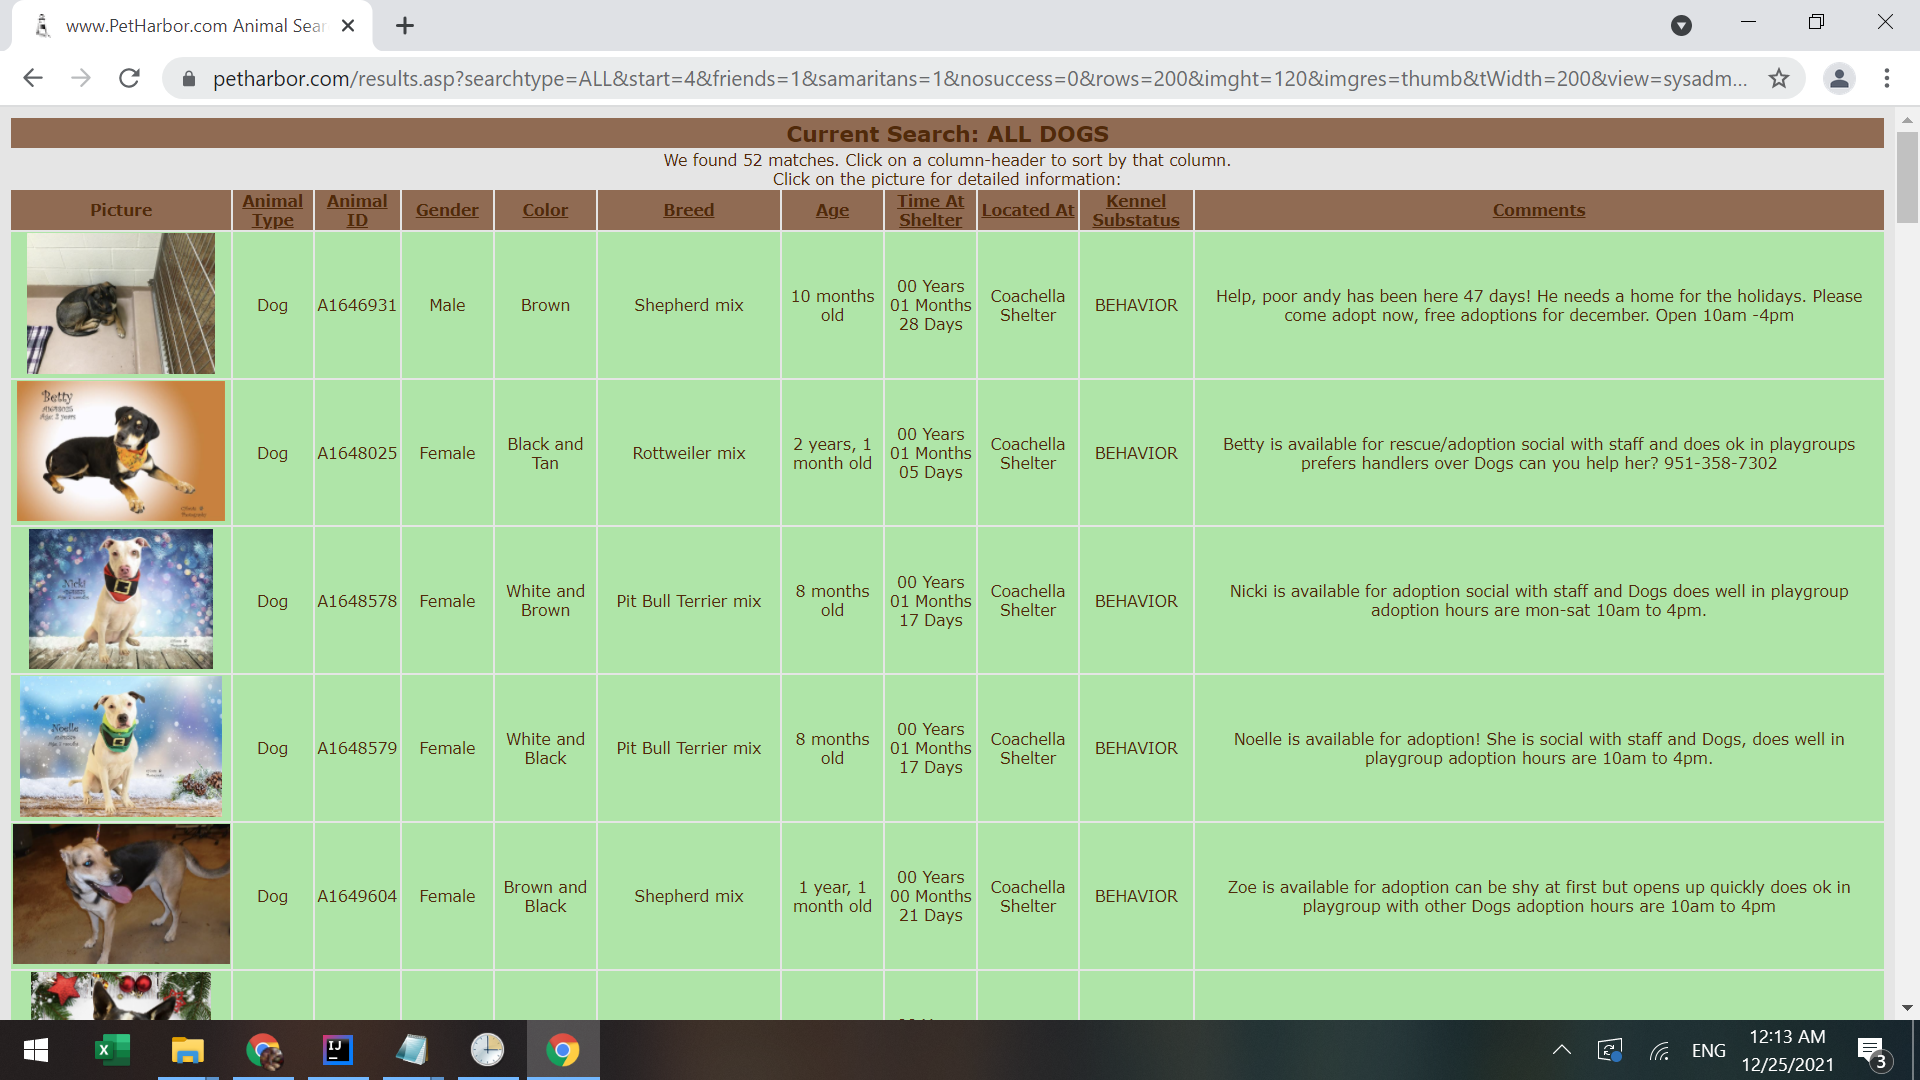 www.PetHarbor.com Animal Sear
petharbor.com/results.asp?searchtype=ALL&start=4&friends=1&samaritans=1&nosuccess=0&rows=200&imght=120&imgres=thumb&tWidth=200&view=sysadm...
Current Search: ALL DOGS
We found 52 matches. Click on a column-header to sort by that column.
Click on the picture for detailed information:
Picture
Animal
Type
Animal
ID
Gender
Color
Breed
Age
Time At
Shelter
Located At
Kennel
Substatus
Comments
Dog
A1646931
Male
Brown
Shepherd mix
10 months
old
00 Years
01 Months
28 Days
Coachella
Shelter
BEHAVIOR
Help, poor andy has been here 47 days! He needs a home for the holidays. Please
come adopt now, free adoptions for december. Open 10am -4pm
Betty
A1648025
Age: 2 years
Dog
A1648025
Female
Black and
Tan
Rottweiler mix
2 years, 1
month old
00 Years
01 Months
05 Days
Coachella
Shelter
BEHAVIOR
Betty is available for rescue/adoption social with staff and does ok in playgroups
prefers handlers over Dogs can you help her? 951-358-7302
Nicki
Dog
A1648578
Female
White and
Brown
Pit Bull Terrier mix
8 months
old
00 Years
01 Months
17 Days
Coachella
Shelter
BEHAVIOR
Nicki is available for adoption social with staff and Dogs does well in playgroup
adoption hours are mon-sat 10am to 4pm.
Noelle
Dog
A1648579
Female
White and
Black
Pit Bull Terrier mix
8 months
old
00 Years
01 Months
17 Days
Coachella
Shelter
BEHAVIOR
Noelle is available for adoption! She is social with staff and Dogs, does well in
playgroup adoption hours are 10am to 4pm.
Dog
A1649604
Female
Brown and
Black
Shepherd mix
1 year, 1
month old
00 Years
00 Months
21 Days
Coachella
Shelter
BEHAVIOR
Zoe is available for adoption can be shy at first but opens up quickly does ok in
playgroup with other Dogs adoption hours are 10am to 4pm
IJ
ENG
12:13 AM
12/25/2021
3